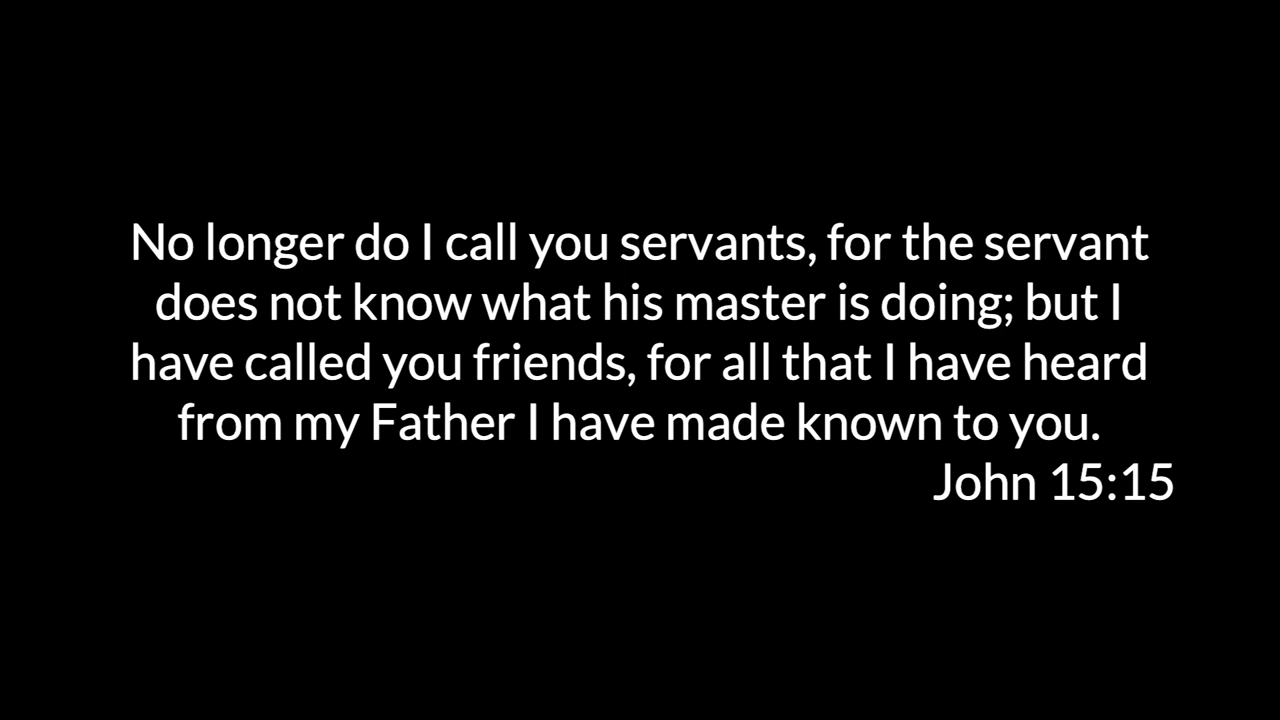 No longer do I call you servants, for the servant
does not know what his master is doing; but I
have called you friends, for all that I have heard
from my Father I have made known to you.
John 15:15